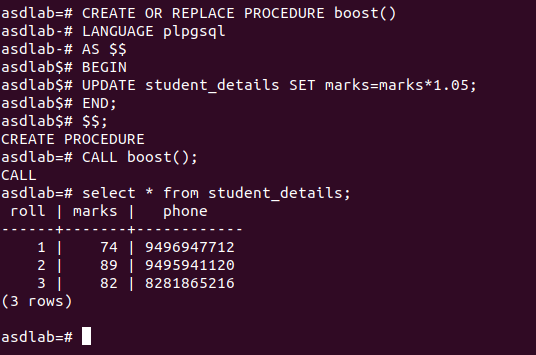 asdlab=# CREATE OR REPLACE PROCEDURE boost()
asdlab-# LANGUAGE plpgsql
asdlab-# AS $$
asdlab$# BEGIN
asdlab$# UPDATE student_details SET marks=marks*1.05;
asdlab$# END;
asdlab$# $$;
CREATE PROCEDURE
asdlab=# CALL boost();
CALL
asdlab=# select * from student_details;
 roll | marks |   phone
------+-------+------------
    1 |    74 | 9496947712
    2 |    89 | 9495941120
    3 |    82 | 8281865216
(3 rows)

asdlab=#